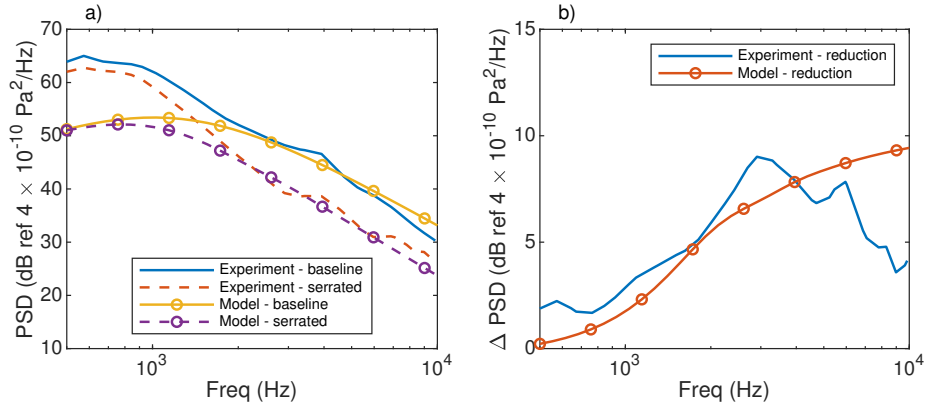 a)
PSD (dB ref 4 × 10⁻¹⁰ Pa²/Hz)
70
60
50
40
30
20
10
Experiment - baseline
Experiment - serrated
Model - baseline
Model - serrated
10³
10⁴
Freq (Hz)
b)
Δ PSD (dB ref 4 × 10⁻¹⁰ Pa²/Hz)
15
10
5
0
Experiment - reduction
Model - reduction
10³
10⁴
Freq (Hz)